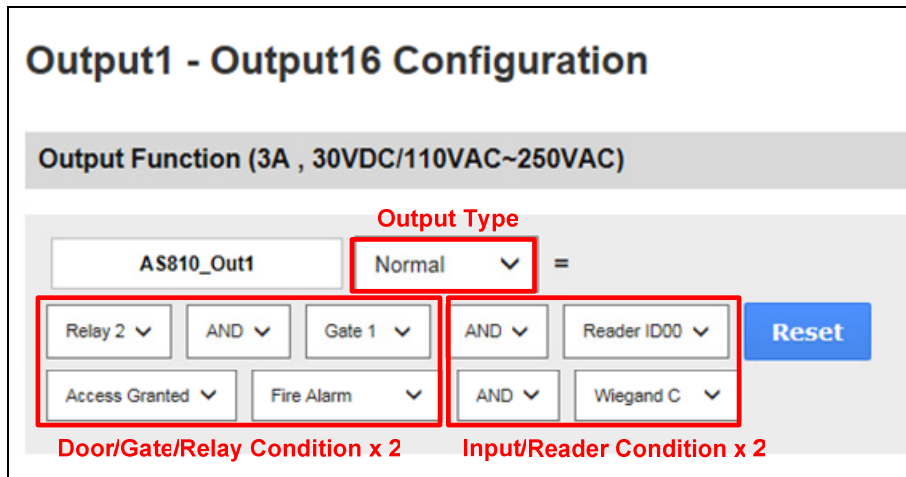 Output1 - Output16 Configuration
Output Function (3A , 30VDC/110VAC~250VAC)
Output Type
AS810_Out1 Normal =
Relay 2 AND Gate 1 AND Reader ID00 Reset
Access Granted Fire Alarm AND Wiegand C
Door/Gate/Relay Condition x 2 Input/Reader Condition x 2